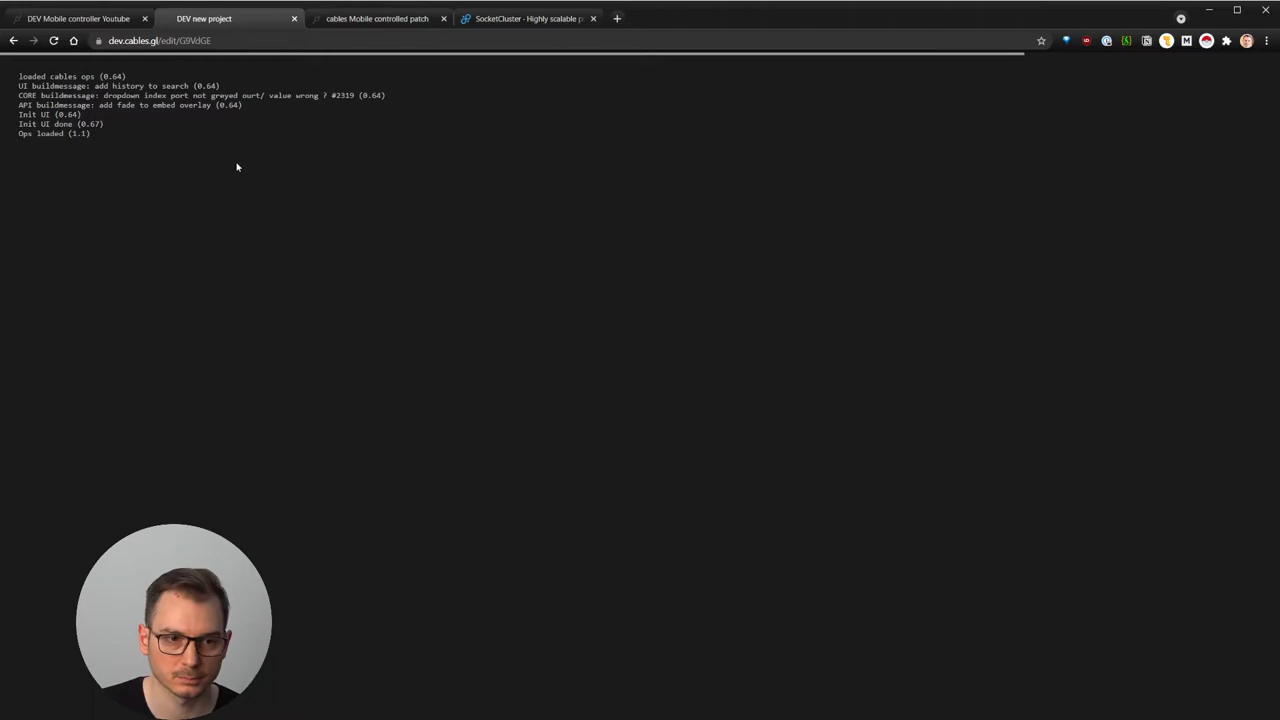 DEV Mobile controller Youtube
DEV new project
cables Mobile controlled patch
SocketCluster - Highly scalable p
dev.cables.gl/edit/G9VdGE
loaded cables ops (0.64)
UI buildmessage: add history to search (0.64)
CORE buildmessage: dropdown index port not greyed ourt/ value wrong ? #2319 (0.64)
API buildmessage: add fade to embed overlay (0.64)
Init UI (0.64)
Init UI done (0.67)
Ops loaded (1.1)